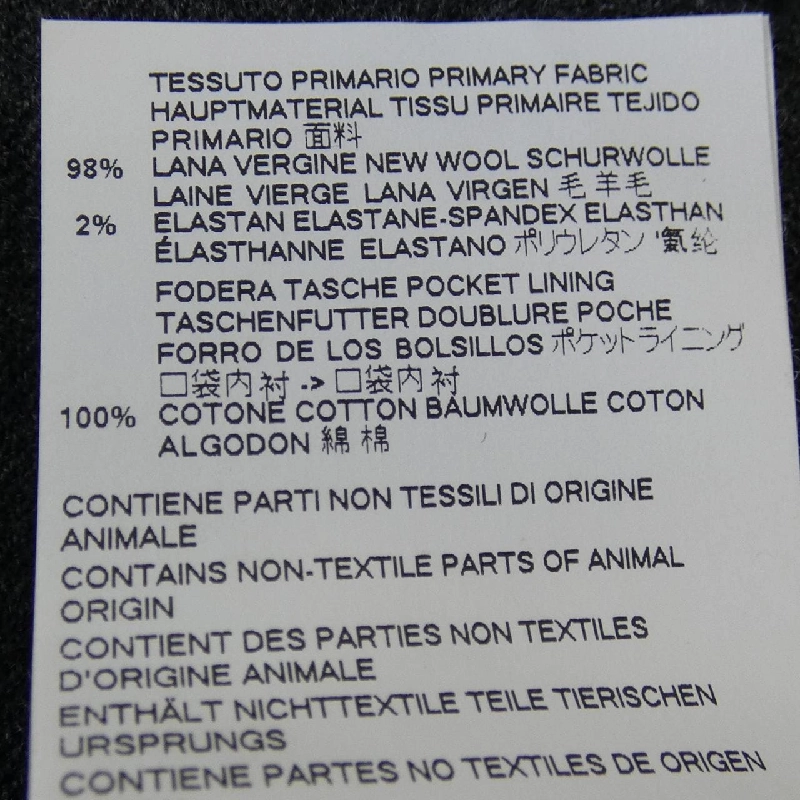 TESSUTO PRIMARIO PRIMARY FABRIC
HAUPTMATERIAL TISSU PRIMAIRE TEJIDO
PRIMARIO 面料
98% LANA VERGINE NEW WOOL SCHURWOLLE
LAINE VIERGE LANA VIRGEN 毛 羊毛
2% ELASTAN ELASTANE-SPANDEX ELASTHAN
ÉLASTHANNE ELASTANO ポリウレタン '氨纶
FODERA TASCHE POCKET LINING
TASCHENFUTTER DOUBLURE POCHE
FORRO DE LOS BOLSILLOS ポケットライニング
口袋内衬 -> 口袋内衬
100% COTONE COTTON BAUMWOLLE COTON
ALGODON 綿 棉
CONTIENE PARTI NON TESSILI DI ORIGINE
ANIMALE
CONTAINS NON-TEXTILE PARTS OF ANIMAL
ORIGIN
CONTIENT DES PARTIES NON TEXTILES
D'ORIGINE ANIMALE
ENTHÄLT NICHTTEXTILE TEILE TIERISCHEN
URSPRUNGS
CONTIENE PARTES NO TEXTILES DE ORIGEN